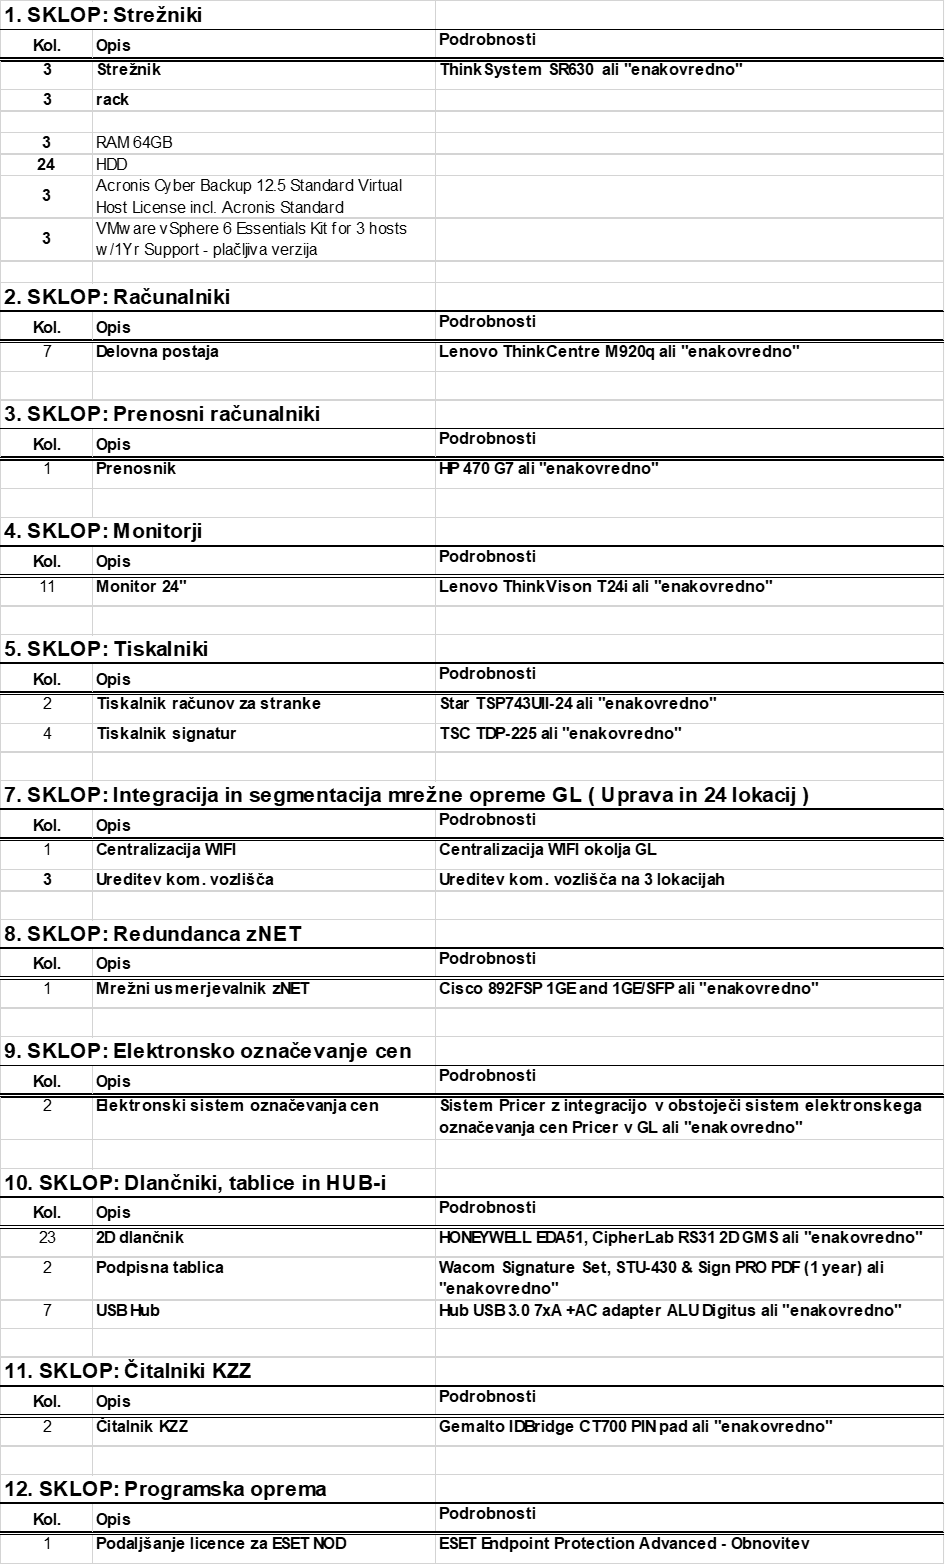 1. SKLOP: Strežniki
Kol. Opis Podrobnosti
3 Strežnik ThinkSystem SR630 ali "enakovredno"
3 rack
3 RAM 64GB
24 HDD
3 Acronis Cyber Backup 12.5 Standard Virtual
Host License incl. Acronis Standard
3 VMware vSphere 6 Essentials Kit for 3 hosts
w/1Yr Support - plačljiva verzija
2. SKLOP: Računalniki
Kol. Opis Podrobnosti
7 Delovna postaja Lenovo ThinkCentre M920q ali "enakovredno"
3. SKLOP: Prenosni računalniki
Kol. Opis Podrobnosti
1 Prenosnik HP 470 G7 ali "enakovredno"
4. SKLOP: Monitorji
Kol. Opis Podrobnosti
11 Monitor 24" Lenovo ThinkVison T24i ali "enakovredno"
5. SKLOP: Tiskalniki
Kol. Opis Podrobnosti
2 Tiskalnik računov za stranke Star TSP743UII-24 ali "enakovredno"
4 Tiskalnik signatur TSC TDP-225 ali "enakovredno"
7. SKLOP: Integracija in segmentacija mrežne opreme GL ( Uprava in 24 lokacij )
Kol. Opis Podrobnosti
1 Centralizacija WIFI Centralizacija WIFI okolja GL
3 Ureditev kom. vozlišča Ureditev kom. vozlišča na 3 lokacijah
8. SKLOP: Redundanca zNET
Kol. Opis Podrobnosti
1 Mrežni usmerjevalnik zNET Cisco 892FSP 1GE and 1GE/SFP ali "enakovredno"
9. SKLOP: Elektronsko označevanje cen
Kol. Opis Podrobnosti
2 Elektronski sistem označevanja cen Sistem Pricer z integracijo v obstoječi sistem elektronskega
označevanja cen Pricer v GL ali "enakovredno"
10. SKLOP: Dlančniki, tablice in HUB-i
Kol. Opis Podrobnosti
23 2D dlančnik HONEYWELL EDA51, CipherLab RS31 2D GMS ali "enakovredno"
2 Podpisna tablica Wacom Signature Set, STU-430 & Sign PRO PDF (1 year) ali
"enakovredno"
7 USB Hub Hub USB 3.0 7xA +AC adapter ALU Digitus ali "enakovredno"
11. SKLOP: Čitalniki KZZ
Kol. Opis Podrobnosti
2 Čitalnik KZZ Gemalto IDBridge CT700 PIN pad ali "enakovredno"
12. SKLOP: Programska oprema
Kol. Opis Podrobnosti
1 Podaljšanje licence za ESET NOD ESET Endpoint Protection Advanced - Obnovitev